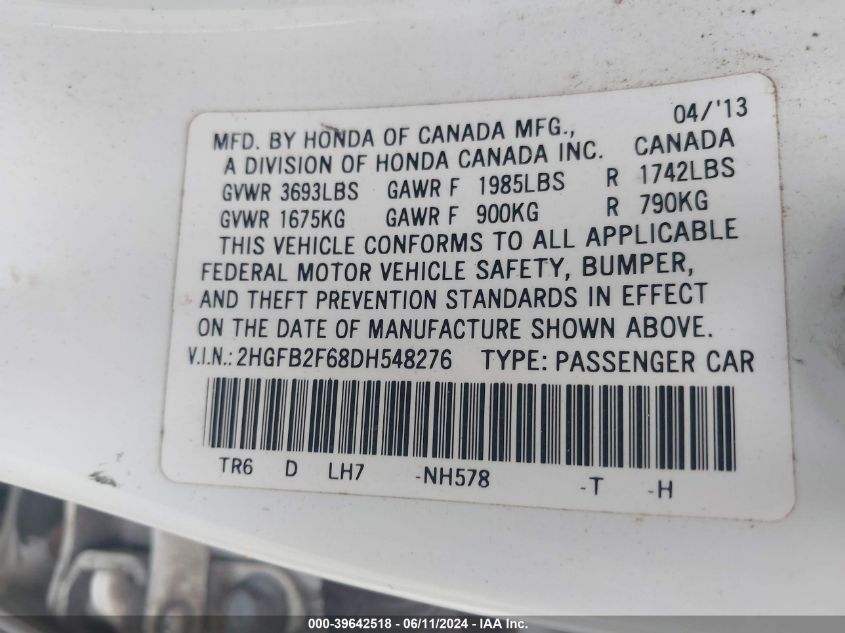 04/'13
MFD. BY HONDA OF CANADA MFG.,
A DIVISION OF HONDA CANADA INC. CANADA
GVWR 3693LBS GAWR F 1985LBS R 1742LBS
GVWR 1675KG GAWR F 900KG R 790KG
THIS VEHICLE CONFORMS TO ALL APPLICABLE
FEDERAL MOTOR VEHICLE SAFETY, BUMPER,
AND THEFT PREVENTION STANDARDS IN EFFECT
ON THE DATE OF MANUFACTURE SHOWN ABOVE.
V.I.N.: 2HGFB2F68DH548276 TYPE: PASSENGER CAR
TR6 D LH7 -NH578 -T -H
000-39642518 - 06/11/2024 - IAA Inc.